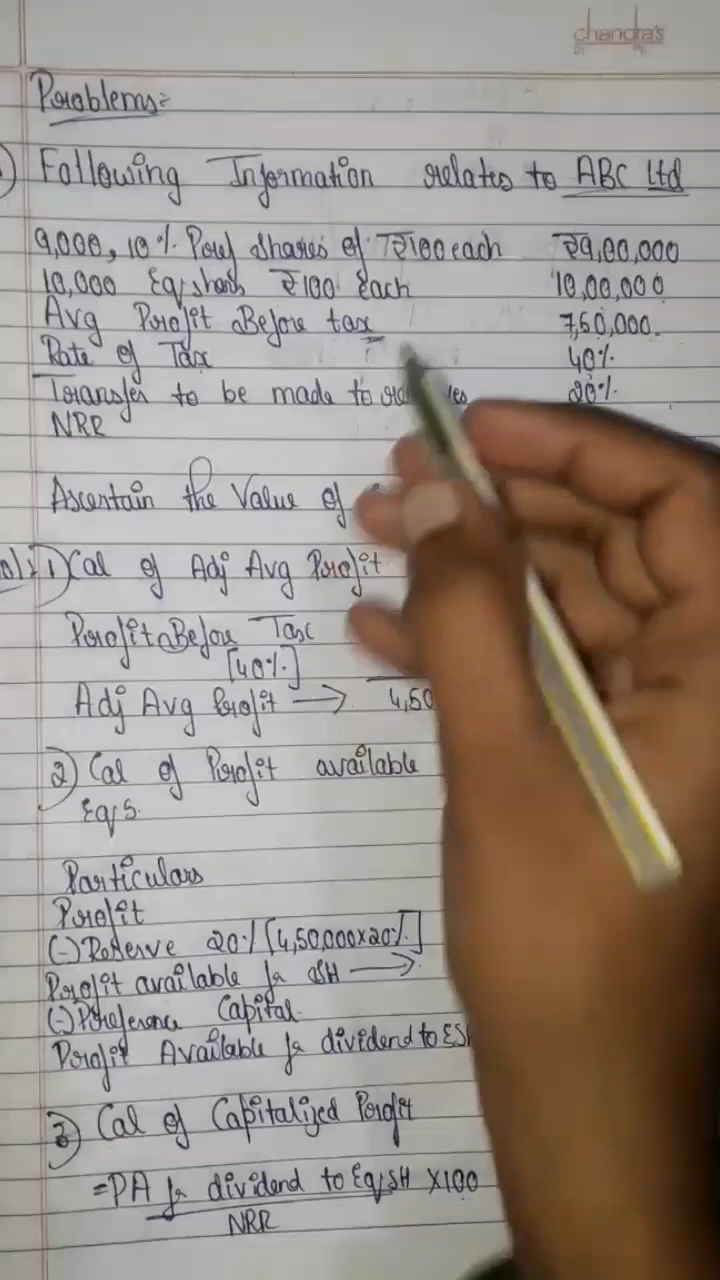 chandra's
Problems:
Following Information relates to ABC Ltd
9,000, 10% Pref Shares of ₹100 each ₹9,00,000
10,000 Eq shares ₹100 Each 10,00,000
Avg Profit Before tax 7,50,000.
Rate of Tax 40%
Transfer to be made to 20%
NRR
Ascertain the Value of
1) Cal of Adj Avg Profit
Profit Before Tax
[40%]
Adj Avg Profit → 4,50
2) Cal of Profit available
Eq S.
Particulars
Profit
(-) Reserve 20% [4,50,000x20%]
Profit available for SH →
(-) Preference Capital
Profit Available for dividend to ESH
3) Cal of Capitalized Profit
=PA for dividend to Eq SH X100
NRR